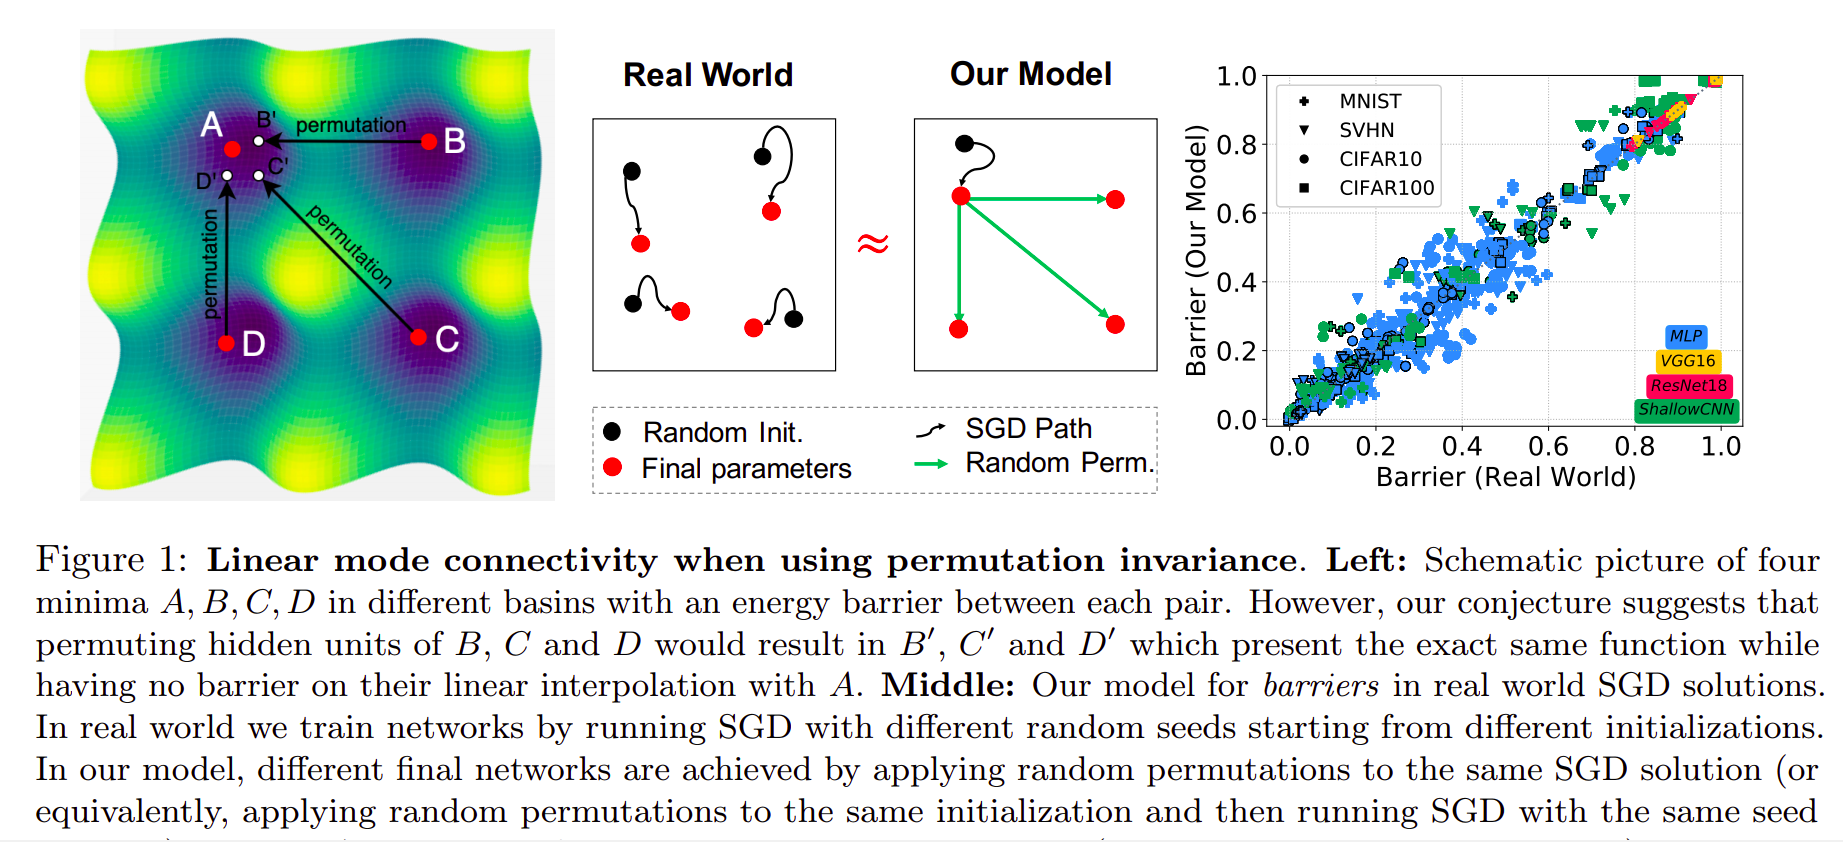 A
B'
permutation
B
C'
D'
permutation
permutation
D
C
Real World
Our Model
≈
Random Init.
Final parameters
SGD Path
Random Perm.
Barrier (Our Model)
1.0
0.8
0.6
0.4
0.2
0.0
MNIST
SVHN
CIFAR10
CIFAR100
MLP
VGG16
ResNet18
ShallowCNN
0.0 0.2 0.4 0.6 0.8 1.0
Barrier (Real World)
Figure 1: Linear mode connectivity when using permutation invariance. Left: Schematic picture of four
minima A, B, C, D in different basins with an energy barrier between each pair. However, our conjecture suggests that
permuting hidden units of B, C and D would result in B′, C′ and D′ which present the exact same function while
having no barrier on their linear interpolation with A. Middle: Our model for barriers in real world SGD solutions.
In real world we train networks by running SGD with different random seeds starting from different initializations.
In our model, different final networks are achieved by applying random permutations to the same SGD solution (or
equivalently, applying random permutations to the same initialization and then running SGD with the same seed